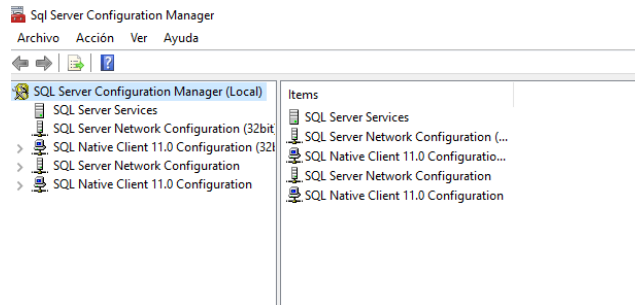 Sql Server Configuration Manager
Archivo Acción Ver Ayuda
SQL Server Configuration Manager (Local)
SQL Server Services
SQL Server Network Configuration (32bit
SQL Native Client 11.0 Configuration (32b
SQL Server Network Configuration
SQL Native Client 11.0 Configuration
Items
SQL Server Services
SQL Server Network Configuration (...
SQL Native Client 11.0 Configuratio...
SQL Server Network Configuration
SQL Native Client 11.0 Configuration